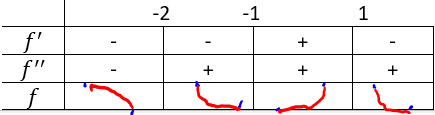 -2 -1 1
f′ - - + -
f′′ - + + +
f